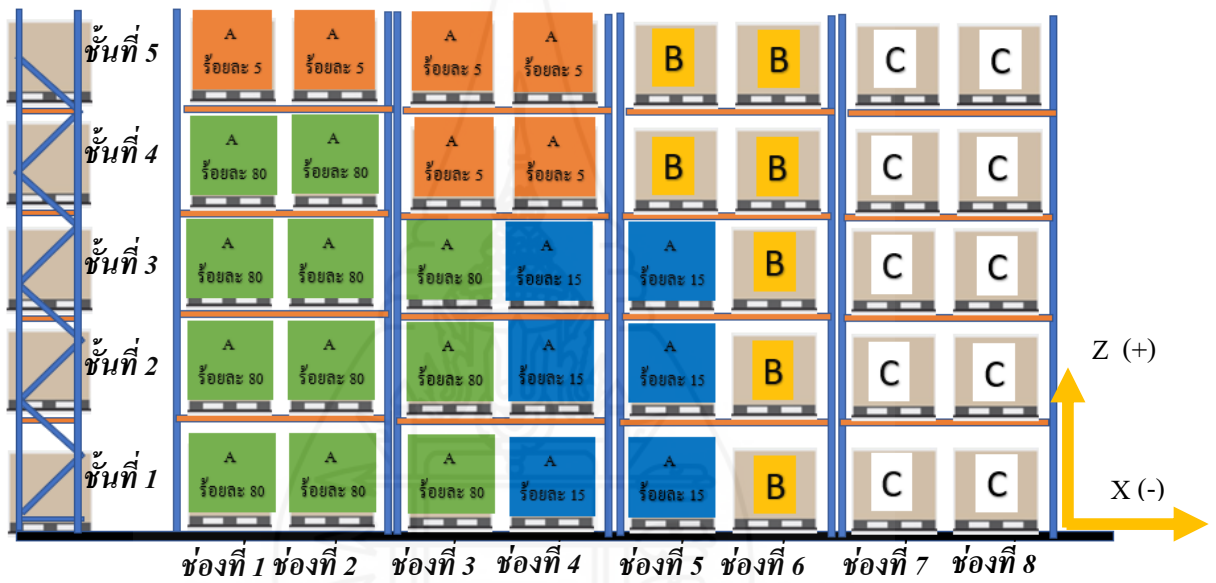 ชั้นที่ 5
A
ร้อยละ 5
A
ร้อยละ 5
A
ร้อยละ 5
A
ร้อยละ 5
B
B
C
C
ชั้นที่ 4
A
ร้อยละ 80
A
ร้อยละ 80
A
ร้อยละ 5
A
ร้อยละ 5
B
B
C
C
ชั้นที่ 3
A
ร้อยละ 80
A
ร้อยละ 80
A
ร้อยละ 80
A
ร้อยละ 15
A
ร้อยละ 15
B
C
C
ชั้นที่ 2
A
ร้อยละ 80
A
ร้อยละ 80
A
ร้อยละ 80
A
ร้อยละ 15
A
ร้อยละ 15
B
C
C
Z (+)
ชั้นที่ 1
A
ร้อยละ 80
A
ร้อยละ 80
A
ร้อยละ 80
A
ร้อยละ 15
A
ร้อยละ 15
B
C
C
X (-)
ช่องที่ 1 ช่องที่ 2 ช่องที่ 3 ช่องที่ 4 ช่องที่ 5 ช่องที่ 6 ช่องที่ 7 ช่องที่ 8